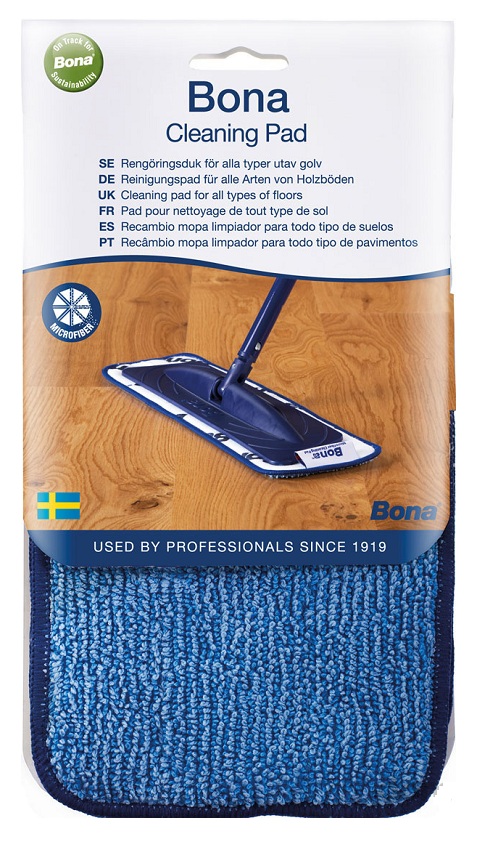 On Track for
Bona
Sustainability
Bona
Cleaning Pad
SE Rengöringsduk för alla typer utav golv
DE Reinigungspad für alle Arten von Holzböden
UK Cleaning pad for all types of floors
FR Pad pour nettoyage de tout type de sol
ES Recambio mopa limpiador para todo tipo de suelos
PT Recâmbio mopa limpador para todo tipo de pavimentos
MICROFIBER
Bona
Bona
USED BY PROFESSIONALS SINCE 1919